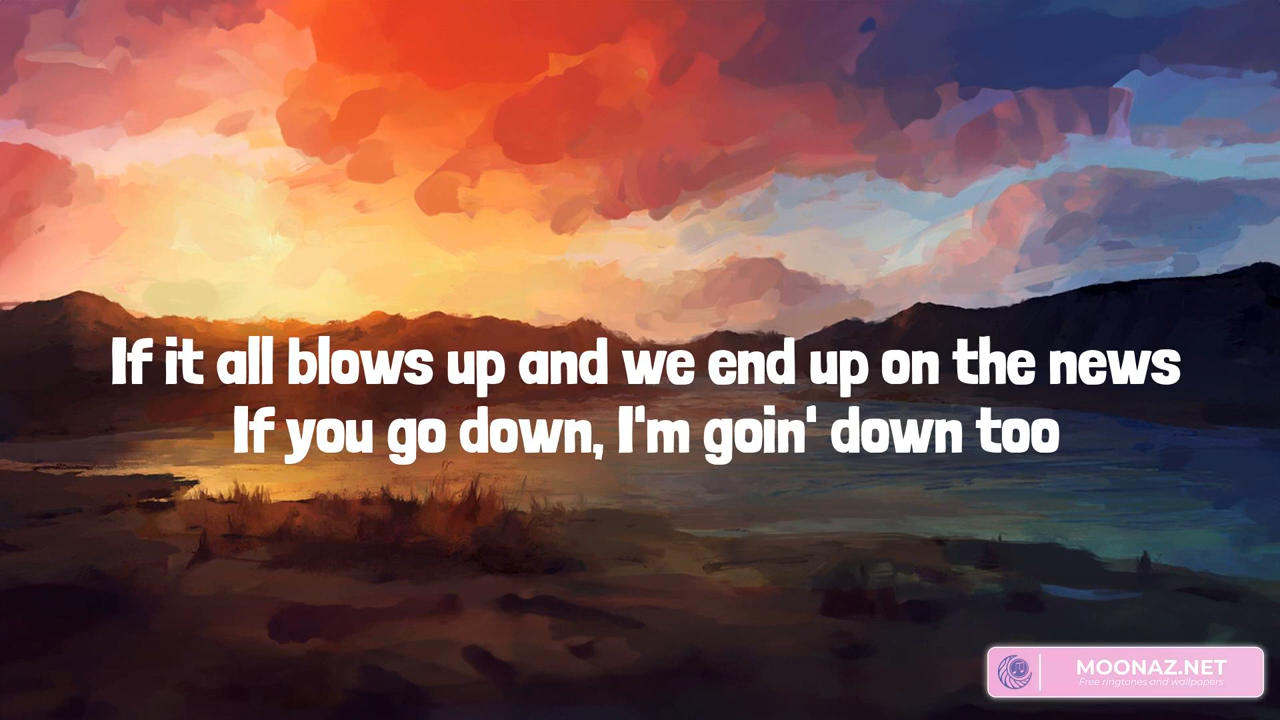 If it all blows up and we end up on the news
If you go down, I'm goin' down too
MOONAZ.NET
Free ringtones and wallpapers